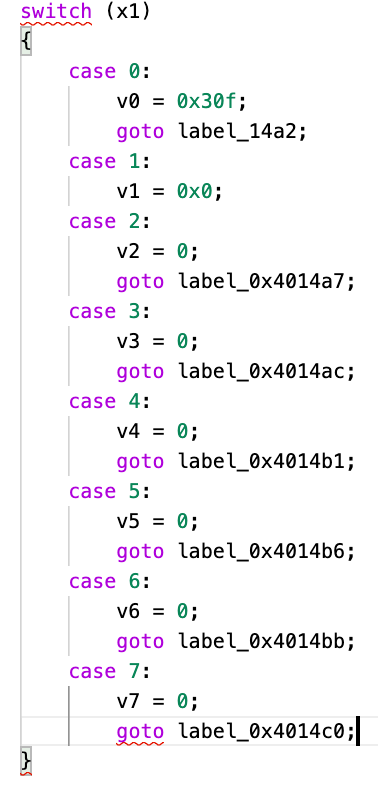 switch (x1)
{
case 0:
v0 = 0x30f;
goto label_14a2;
case 1:
v1 = 0x0;
case 2:
v2 = 0;
goto label_0x4014a7;
case 3:
v3 = 0;
goto label_0x4014ac;
case 4:
v4 = 0;
goto label_0x4014b1;
case 5:
v5 = 0;
goto label_0x4014b6;
case 6:
v6 = 0;
goto label_0x4014bb;
case 7:
v7 = 0;
goto label_0x4014c0;
}